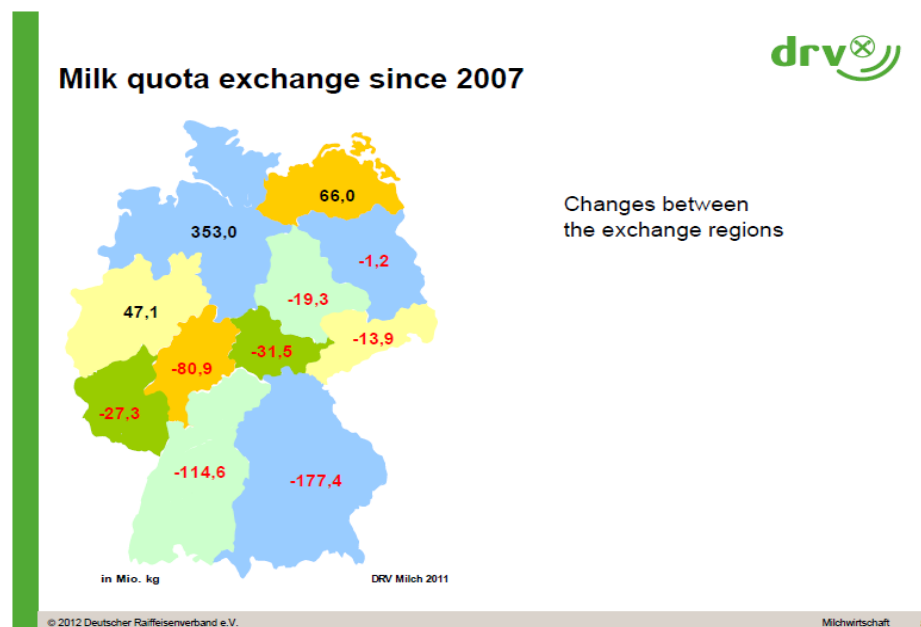 drv
Milk quota exchange since 2007
66,0
Changes between
the exchange regions
353,0
-1,2
-19,3
47,1
-13,9
-31,5
-80,9
-27,3
-114,6
-177,4
in Mio. kg
DRV Milch 2011
© 2012 Deutscher Raiffeisenverband e.V.
Milchwirtschaft